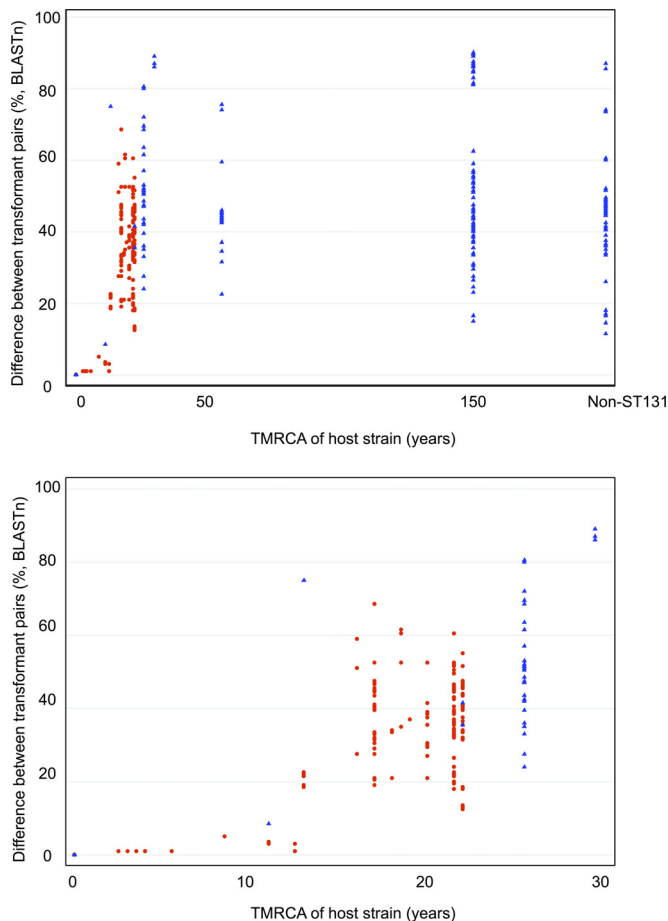 Difference between transformant pairs (%, BLASTn)
100
80
60
40
20
0
0 50 150 Non-ST131
TMRCA of host strain (years)
Difference between transformant pairs (%, BLASTn)
100
80
60
40
20
0
0 10 20 30
TMRCA of host strain (years)